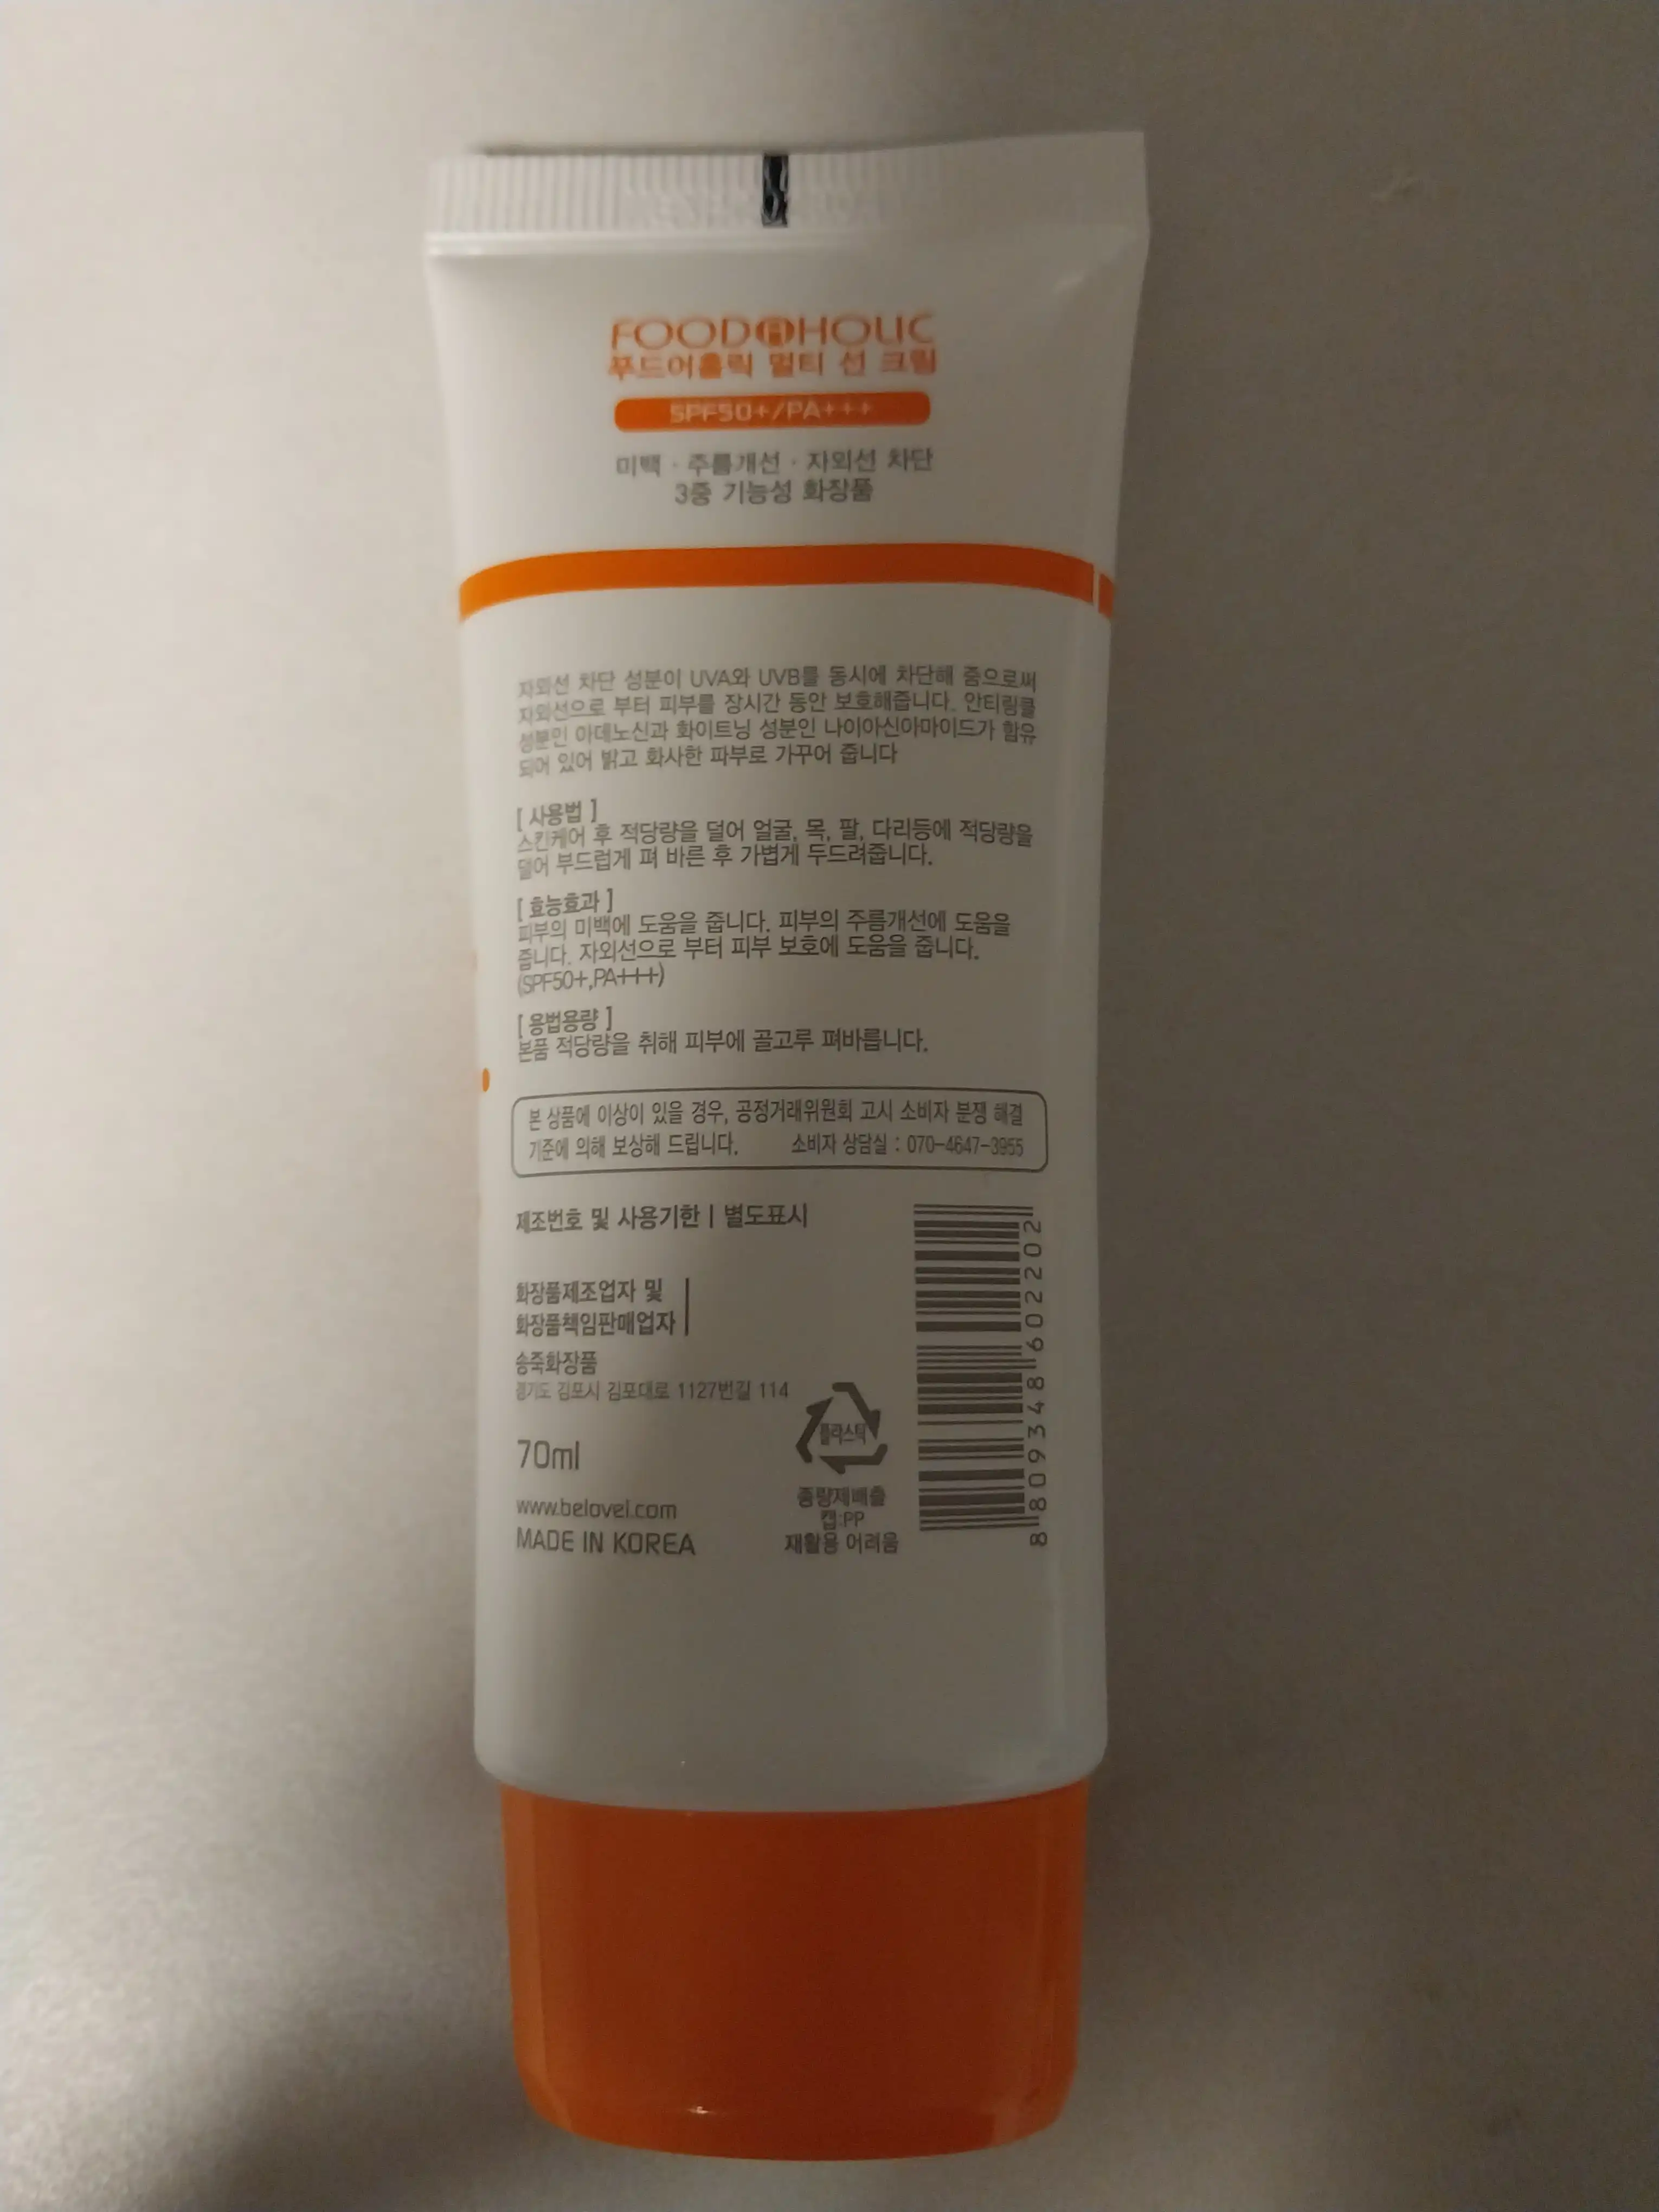 FOODAHOLIC
푸드어홀릭 멀티 선 크림
SPF50+/PA+++
미백 · 주름개선 · 자외선 차단
3중 기능성 화장품
자외선 차단 성분이 UVA와 UVB를 동시에 차단해 줌으로써
자외선으로 부터 피부를 장시간 동안 보호해줍니다. 안티링클
성분인 아데노신과 화이트닝 성분인 나이아신아마이드가 함유
되어 있어 밝고 화사한 파부로 가꾸어 줍니다
[ 사용법 ]
스킨케어 후 적당량을 덜어 얼굴, 목, 팔, 다리등에 적당량을
덜어 부드럽게 펴 바른 후 가볍게 두드려줍니다.
[ 효능효과 ]
피부의 미백에 도움을 줍니다. 피부의 주름개선에 도움을
줍니다. 자외선으로 부터 피부 보호에 도움을 줍니다.
(SPF50+,PA+++)
[ 용법용량 ]
본품 적당량을 취해 피부에 골고루 펴바릅니다.
본 상품에 이상이 있을 경우, 공정거래위원회 고시 소비자 분쟁 해결
기준에 의해 보상해 드립니다. 소비자 상담실 : 070-4647-3955
제조번호 및 사용기한 | 별도표시
화장품제조업자 및
화장품책임판매업자
송죽화장품
경기도 김포시 김포대로 1127번길 114
70ml
www.belovel.com
MADE IN KOREA
플라스틱
종량제배출
캡:PP
재활용 어려움
8 809348 602202